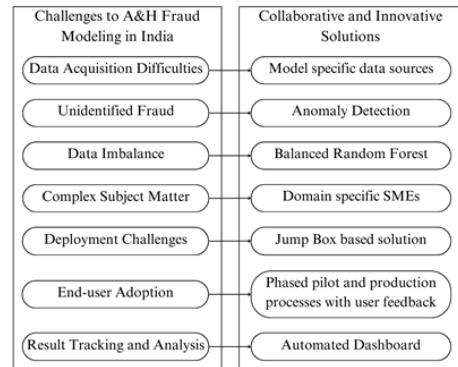 Challenges to A&H Fraud
Modeling in India
Collaborative and Innovative
Solutions
Data Acquisition Difficulties
Model specific data sources
Unidentified Fraud
Anomaly Detection
Data Imbalance
Balanced Random Forest
Complex Subject Matter
Domain specific SMEs
Deployment Challenges
Jump Box based solution
End-user Adoption
Phased pilot and production
processes with user feedback
Result Tracking and Analysis
Automated Dashboard